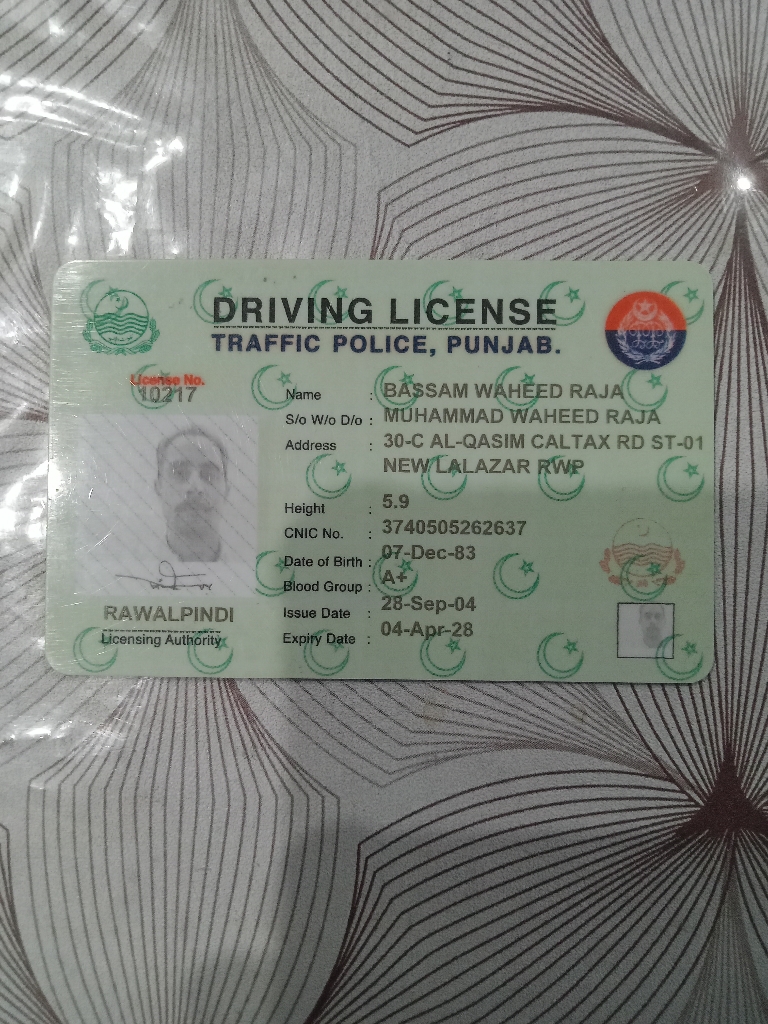 DRIVING LICENSE
TRAFFIC POLICE, PUNJAB.
License No.
10217
Name : BASSAM WAHEED RAJA
S/o W/o D/o : MUHAMMAD WAHEED RAJA
Address : 30-C AL-QASIM CALTAX RD ST-01
NEW LALAZAR RWP
Height : 5.9
CNIC No. : 3740505262637
Date of Birth : 07-Dec-83
Blood Group : A+
Issue Date : 28-Sep-04
Expiry Date : 04-Apr-28
RAWALPINDI
Licensing Authority